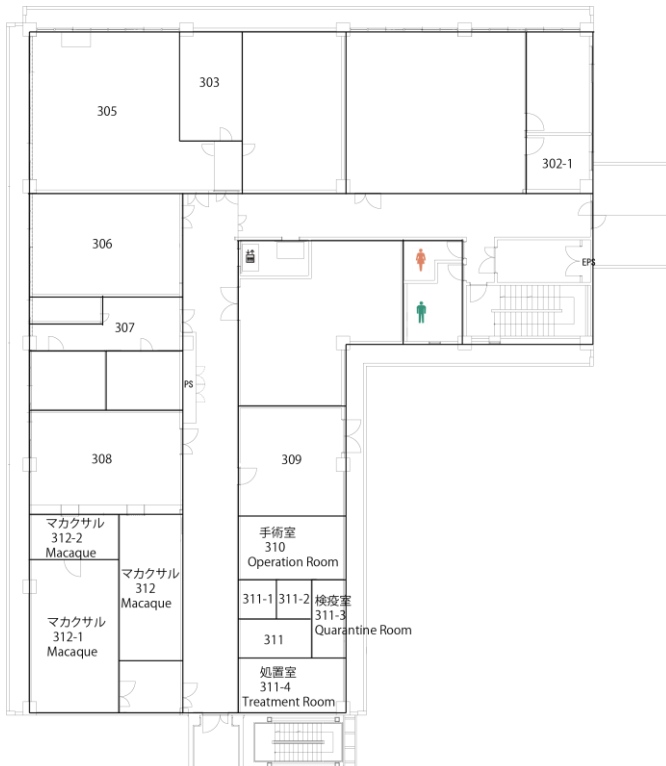 303
305
302-1
306
EPS
307
PS
308
309
マカクサル
312-2
Macaque
手術室
310
Operation Room
マカクサル
312
Macaque
311-1
311-2
検疫室
311-3
Quarantine Room
マカクサル
312-1
Macaque
311
処置室
311-4
Treatment Room